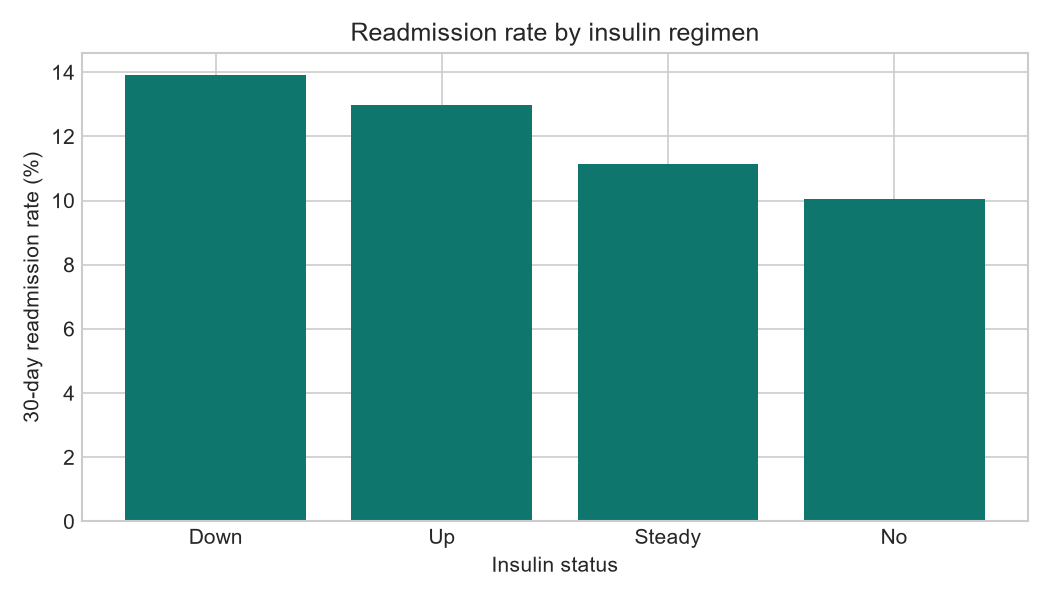 Readmission rate by insulin regimen
30-day readmission rate (%)
14
12
10
8
6
4
2
0
Down
Up
Steady
No
Insulin status